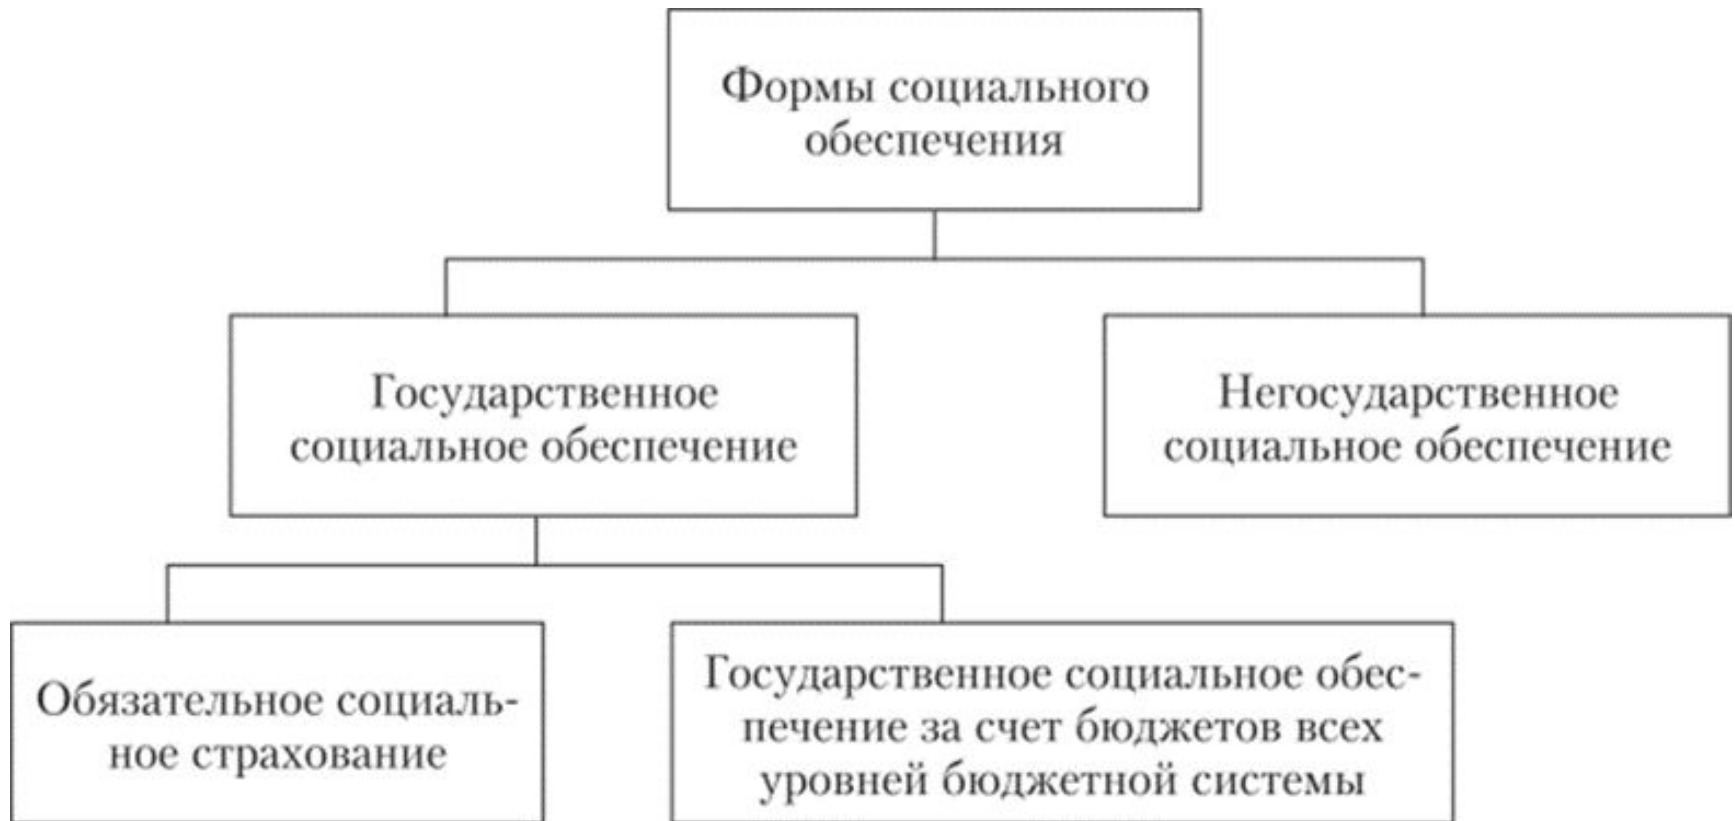 Формы социального
обеспечения
Государственное
социальное обеспечение
Негосударственное
социальное обеспечение
Обязательное социаль-
ное страхование
Государственное социальное обес-
печение за счет бюджетов всех
уровней бюджетной системы